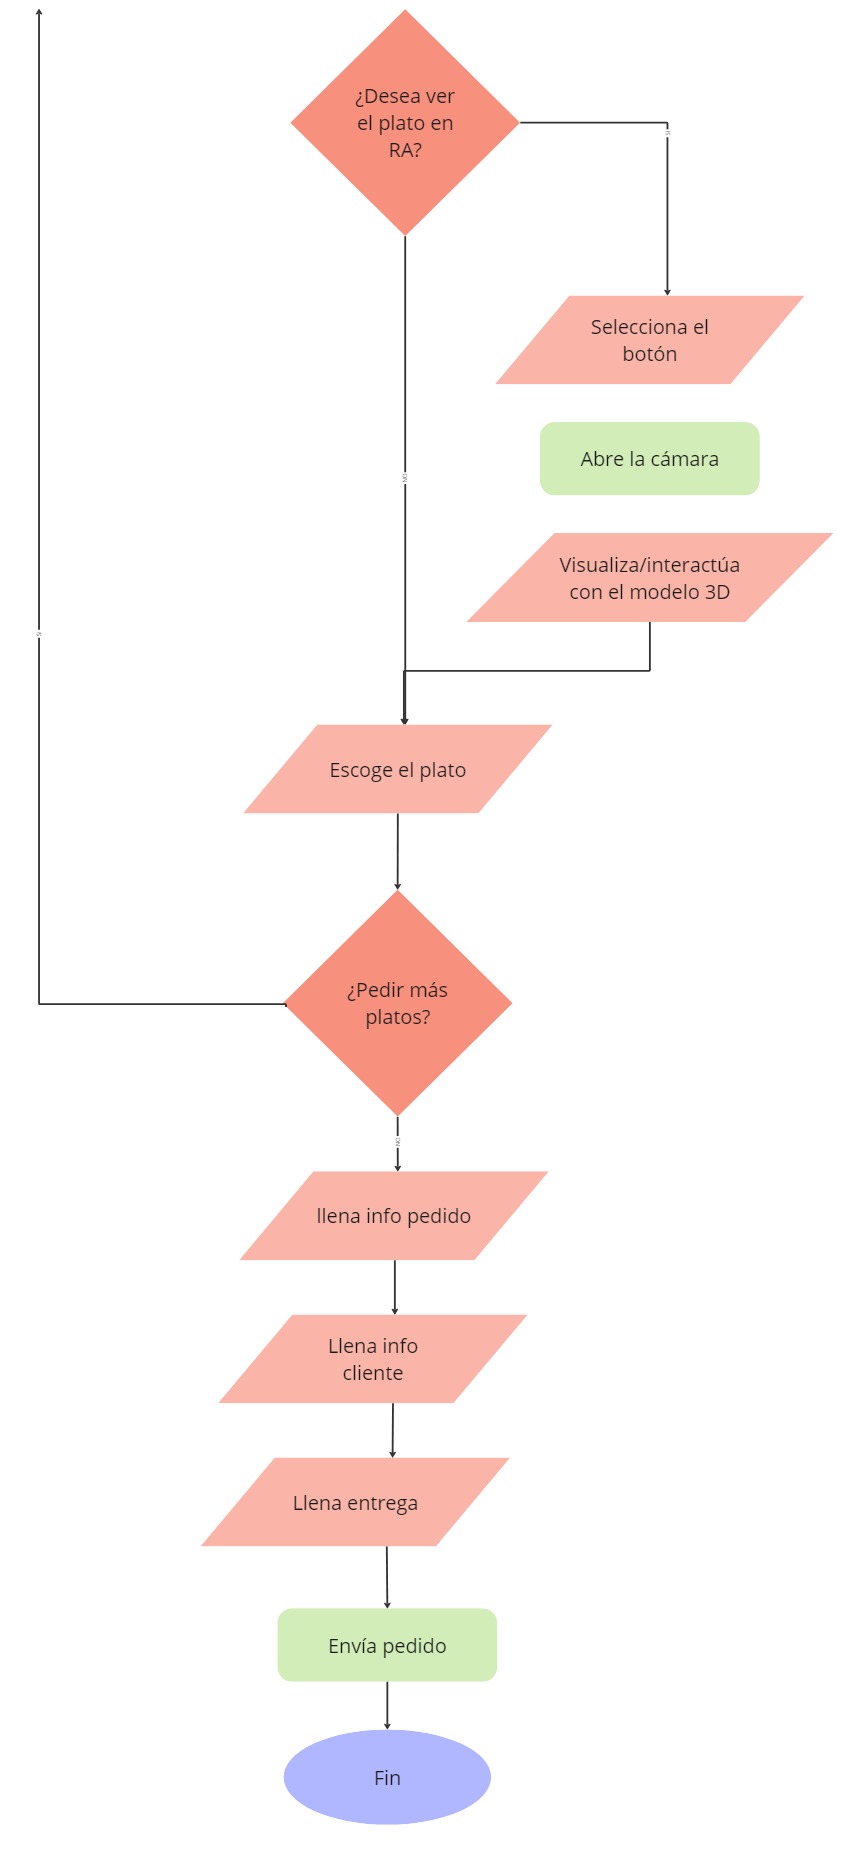 ¿Desea ver
el plato en
RA?
SI
Selecciona el
botón
NO
Abre la cámara
Visualiza/interactúa
con el modelo 3D
SI
Escoge el plato
¿Pedir más
platos?
NO
llena info pedido
Llena info
cliente
Llena entrega
Envía pedido
Fin